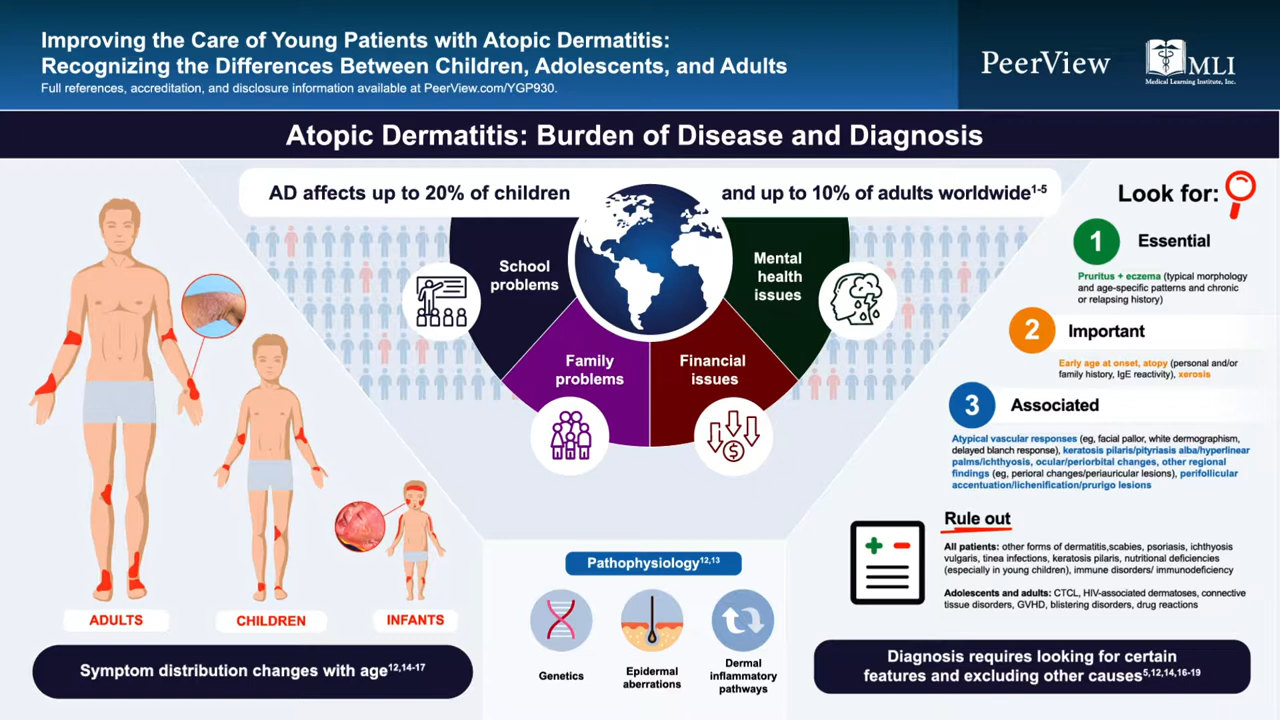 Improving the Care of Young Patients with Atopic Dermatitis:
Recognizing the Differences Between Children, Adolescents, and Adults
Full references, accreditation, and disclosure information available at PeerView.com/YGP930.
PeerView
MLI
Medical Learning Institute, Inc.
Atopic Dermatitis: Burden of Disease and Diagnosis
AD affects up to 20% of children
and up to 10% of adults worldwide1-5
School
problems
Family
problems
Financial
issues
Mental
health
issues
ADULTS
CHILDREN
INFANTS
Symptom distribution changes with age12,14-17
Pathophysiology12,13
Genetics
Epidermal
aberrations
Dermal
inflammatory
pathways
Look for:
1
Essential
Pruritus + eczema (typical morphology
and age-specific patterns and chronic
or relapsing history)
2
Important
Early age at onset, atopy (personal and/or
family history, IgE reactivity), xerosis
3
Associated
Atypical vascular responses (eg, facial pallor, white dermographism,
delayed blanch response), keratosis pilaris/pityriasis alba/hyperlinear
palms/ichthyosis, ocular/periorbital changes, other regional
findings (eg, perioral changes/periauricular lesions), perifollicular
accentuation/lichenification/prurigo lesions
Rule out
All patients: other forms of dermatitis,scabies, psoriasis, ichthyosis
vulgaris, tinea infections, keratosis pilaris, nutritional deficiencies
(especially in young children), immune disorders/ immunodeficiency
Adolescents and adults: CTCL, HIV-associated dermatoses, connective
tissue disorders, GVHD, blistering disorders, drug reactions
Diagnosis requires looking for certain
features and excluding other causes5,12,14,16-19